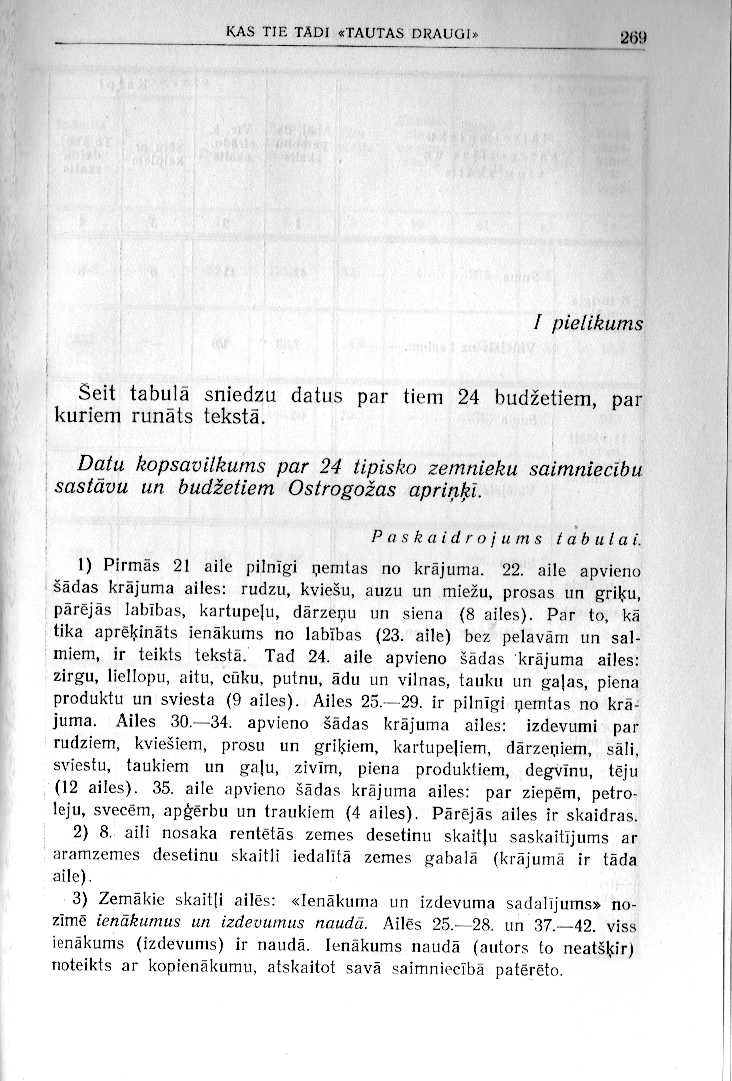 KAS TIE TĀDI «TAUTAS DRAUGI»
269
I pielikums
Šeit tabulā sniedzu datus par tiem 24 budžetiem, par
kuriem runāts tekstā.
Datu kopsavilkums par 24 tipisko zemnieku saimniecību
sastāvu un budžetiem Ostrogožas apriņķī.
Paskaidrojums tabulai.
1) Pirmās 21 aile pilnīgi ņemtas no krājuma. 22. aile apvieno
šādas krājuma ailes: rudzu, kviešu, auzu un miežu, prosas un griķu,
pārējās labības, kartupeļu, dārzeņu un siena (8 ailes). Par to, kā
tika aprēķināts ienākums no labības (23. aile) bez pelavām un sal-
miem, ir teikts tekstā. Tad 24. aile apvieno šādas krājuma ailes:
zirgu, liellopu, aitu, cūku, putnu, ādu un vilnas, tauku un gaļas, piena
produktu un sviesta (9 ailes). Ailes 25.—29. ir pilnīgi ņemtas no krā-
juma. Ailes 30.—34. apvieno šādas krājuma ailes: izdevumi par
rudziem, kviešiem, prosu un griķiem, kartupeļiem, dārzeņiem, sāli,
sviestu, taukiem un gaļu, zivīm, piena produktiem, degvīnu, tēju
(12 ailes). 35. aile apvieno šādas krājuma ailes: par ziepēm, petro-
leju, svecēm, apģērbu un traukiem (4 ailes). Pārējās ailes ir skaidras.
2) 8. aili nosaka rentētās zemes desetinu skaitļu saskaitījums ar
aramzemes desetinu skaitli iedalītā zemes gabalā (krājumā ir tāda
aile).
3) Zemākie skaitļi ailēs: «Ienākuma un izdevuma sadalījums» no-
zīmē ienākumus un izdevumus naudā. Ailēs 25.—28. un 37.—42. viss
ienākums (izdevums) ir naudā. Ienākums naudā (autors to neatšķir)
noteikts ar kopienākumu, atskaitot savā saimniecībā patērēto.